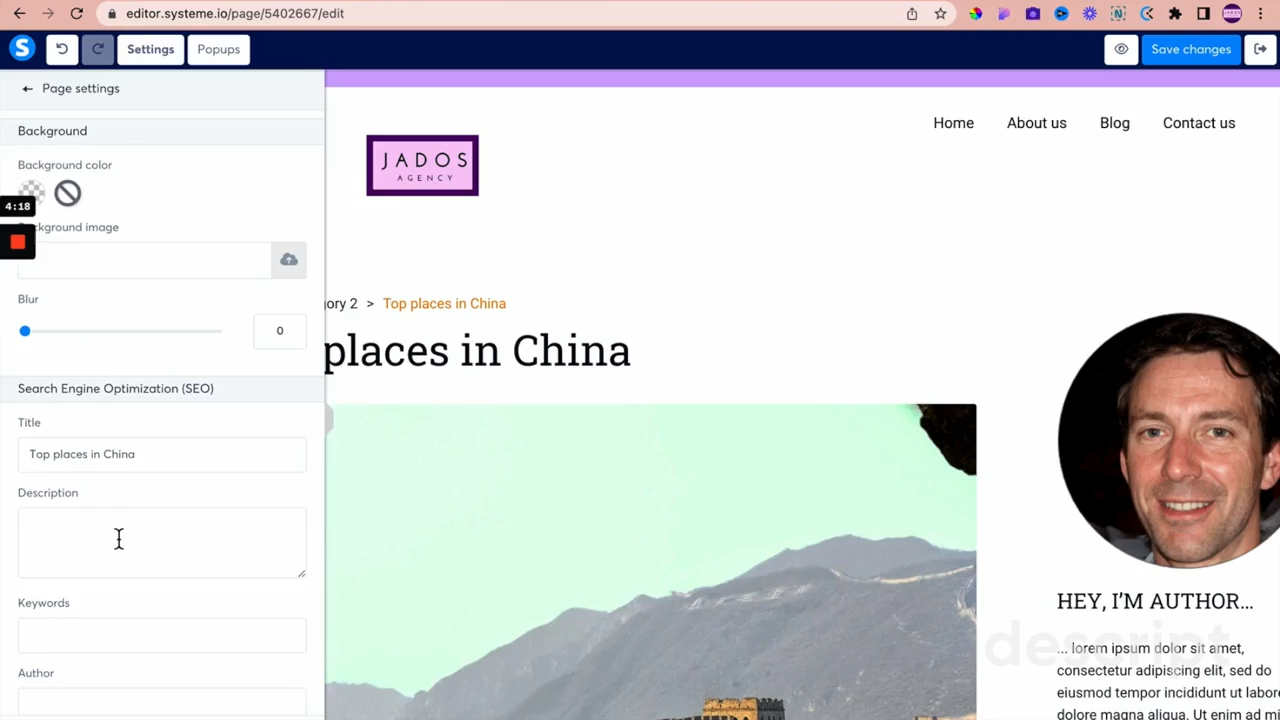 editor.systeme.io/page/5402667/edit
JADOS
S
Settings
Popups
Save changes
Page settings
Background
Background color
4:18
ckground image
Blur
0
Search Engine Optimization (SEO)
Title
Top places in China
Description
Keywords
Author
Home
About us
Blog
Contact us
JADOS
AGENCY
ory 2 > Top places in China
places in China
HEY, I'M AUTHOR...
... lorem ipsum dolor sit amet,
consectetur adipiscing elit, sed do
eiusmod tempor incididunt ut labore
dolore magna aliqua. Ut enim ad mi
descript